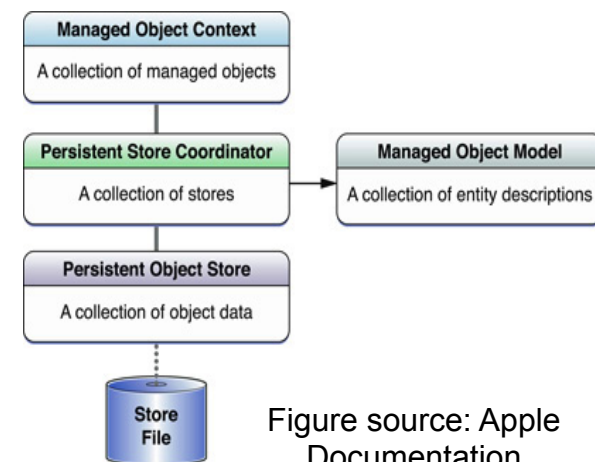 Managed Object Context
A collection of managed objects
Persistent Store Coordinator
A collection of stores
Managed Object Model
A collection of entity descriptions
Persistent Object Store
A collection of object data
Store
File
Figure source: Apple
Documentation